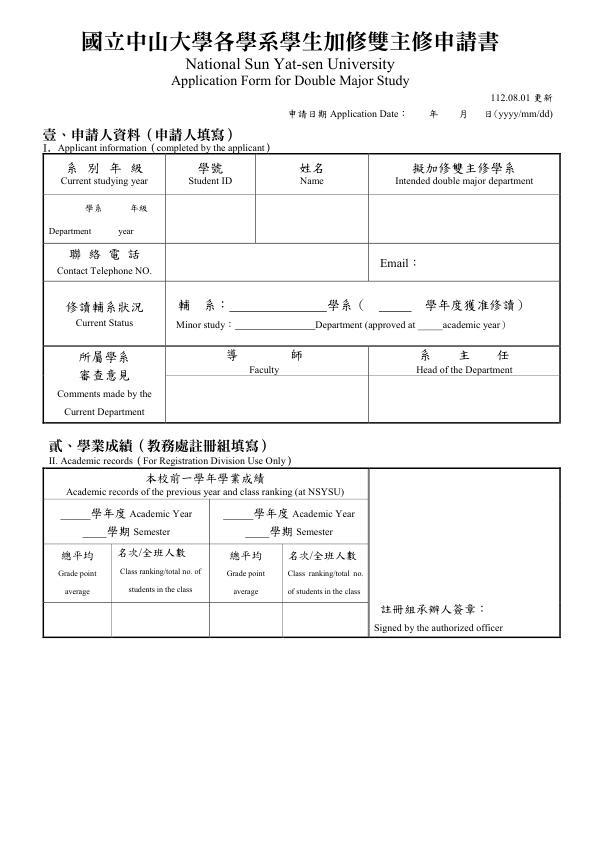 國立中山大學各學系學生加修雙主修申請書
National Sun Yat-sen University
Application Form for Double Major Study
112.08.01 更新
申請日期 Application Date： 年 月 日(yyyy/mm/dd)
壹、申請人資料（申請人填寫）
I. Applicant information（completed by the applicant）
系 別 年 級 學號 姓名 擬加修雙主修學系
Current studying year Student ID Name Intended double major department
學系 年級
Department year
聯 絡 電 話
Contact Telephone NO.
Email：
修讀輔系狀況
Current Status
輔 系：________________學系（ _____ 學年度獲准修讀）
Minor study：________________Department (approved at _____academic year）
所屬學系
審查意見
Comments made by the
Current Department
導 師 系 主 任
Faculty Head of the Department
貳、學業成績（教務處註冊組填寫）
II. Academic records（For Registration Division Use Only）
本校前一學年學業成績
Academic records of the previous year and class ranking (at NSYSU)
_____學年度 Academic Year _____學年度 Academic Year
____學期 Semester ____學期 Semester
總平均 名次/全班人數 總平均 名次/全班人數
Grade point Class ranking/total no. of Grade point Class ranking/total no.
average students in the class average of students in the class
註冊組承辦人簽章：
Signed by the authorized officer